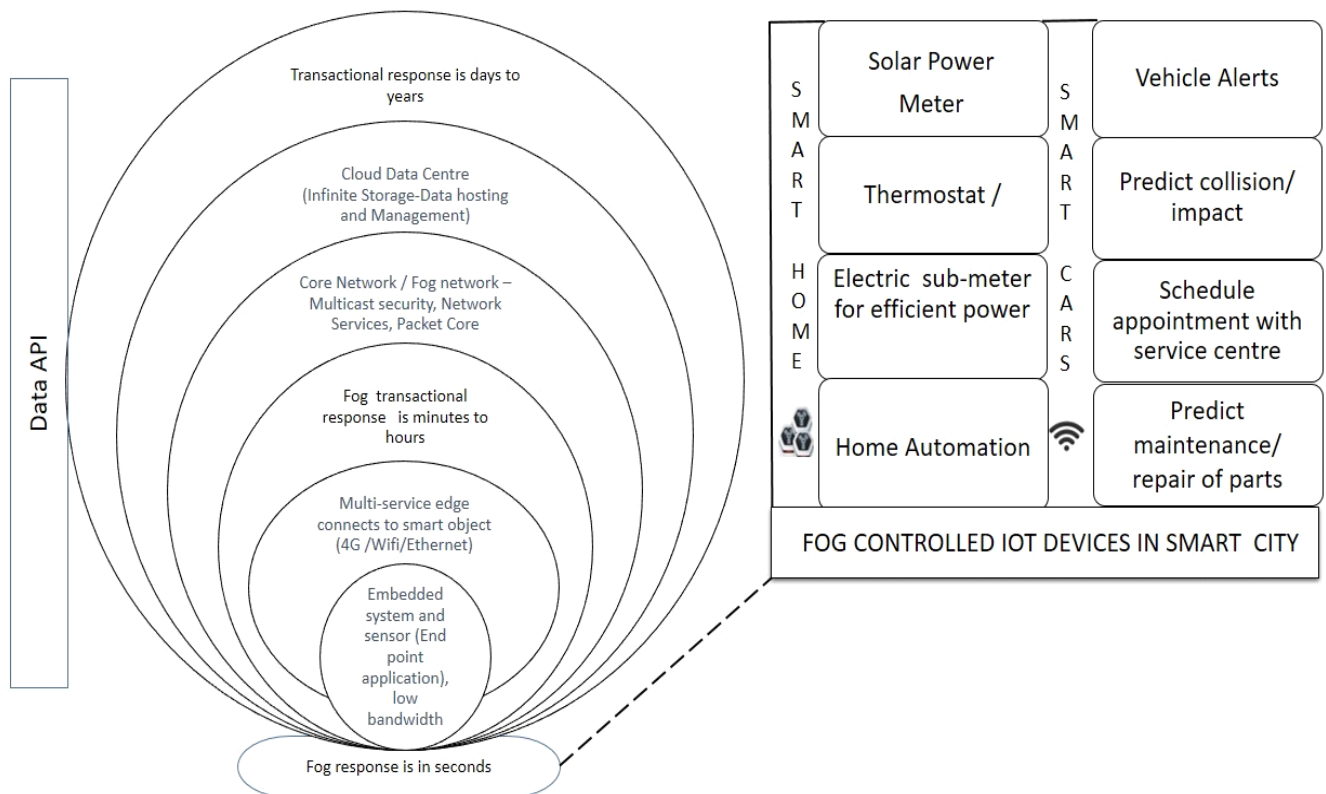 Data API
Transactional response is days to
years
Cloud Data Centre
(Infinite Storage-Data hosting
and Management)
Core Network / Fog network –
Multicast security, Network
Services, Packet Core
Fog transactional
response is minutes to
hours
Multi-service edge
connects to smart object
(4G /Wifi/Ethernet)
Embedded
system and
sensor (End
point
application),
low
bandwidth
Fog response is in seconds
SMART HOME
Solar Power
Meter
Thermostat /
Electric sub-meter
for efficient power
Home Automation
SMART CARS
Vehicle Alerts
Predict collision/
impact
Schedule
appointment with
service centre
Predict
maintenance/
repair of parts
FOG CONTROLLED IOT DEVICES IN SMART CITY